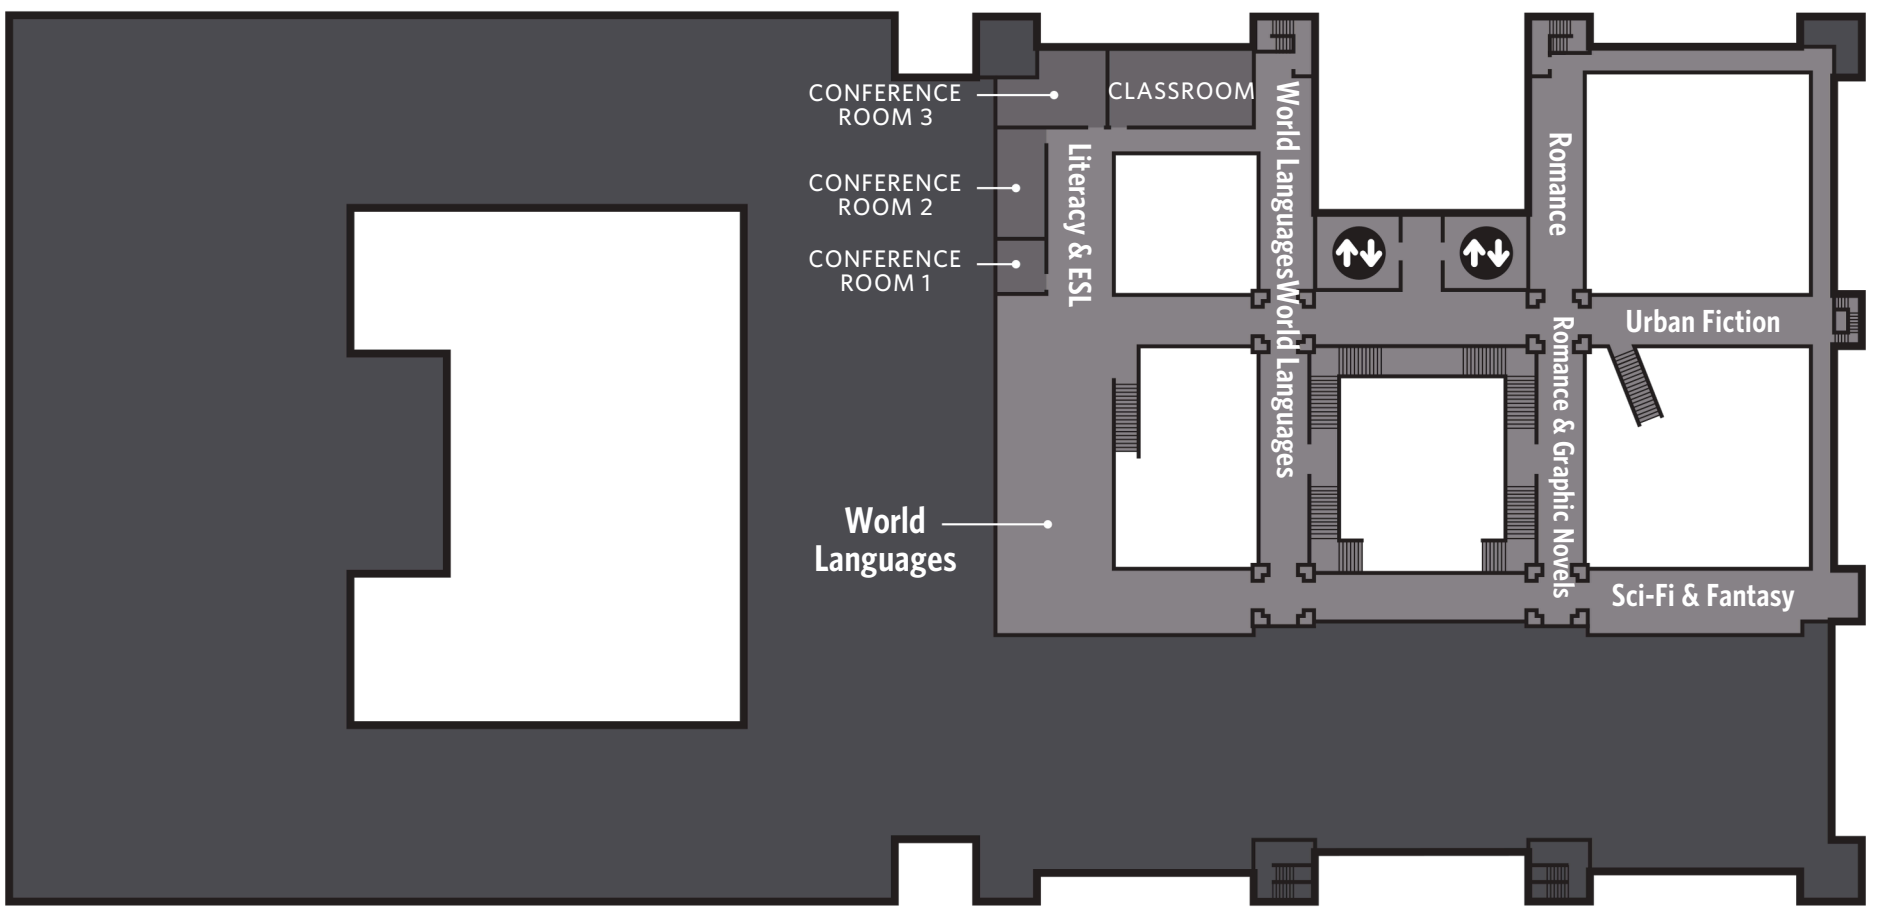 CONFERENCE
ROOM 3
CLASSROOM
CONFERENCE
ROOM 2
CONFERENCE
ROOM 1
Literacy & ESL
World Languages
World Languages
World
Languages
Romance
Romance & Graphic Novels
Urban Fiction
Sci-Fi & Fantasy